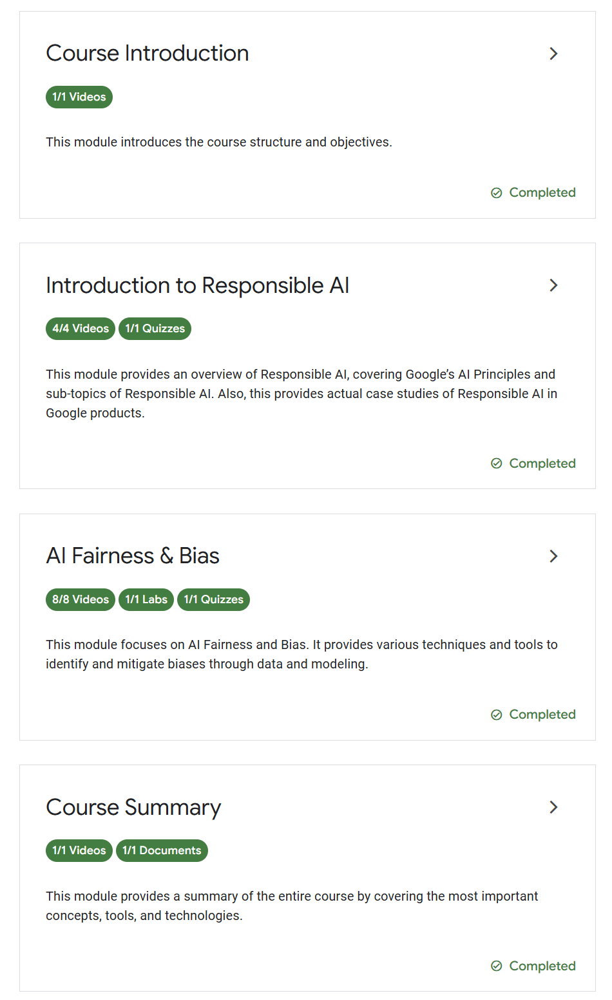 Course Introduction
1/1 Videos
This module introduces the course structure and objectives.
Completed
Introduction to Responsible AI
4/4 Videos 1/1 Quizzes
This module provides an overview of Responsible AI, covering Google’s AI Principles and
sub-topics of Responsible AI. Also, this provides actual case studies of Responsible AI in
Google products.
Completed
AI Fairness & Bias
8/8 Videos 1/1 Labs 1/1 Quizzes
This module focuses on AI Fairness and Bias. It provides various techniques and tools to
identify and mitigate biases through data and modeling.
Completed
Course Summary
1/1 Videos 1/1 Documents
This module provides a summary of the entire course by covering the most important
concepts, tools, and technologies.
Completed